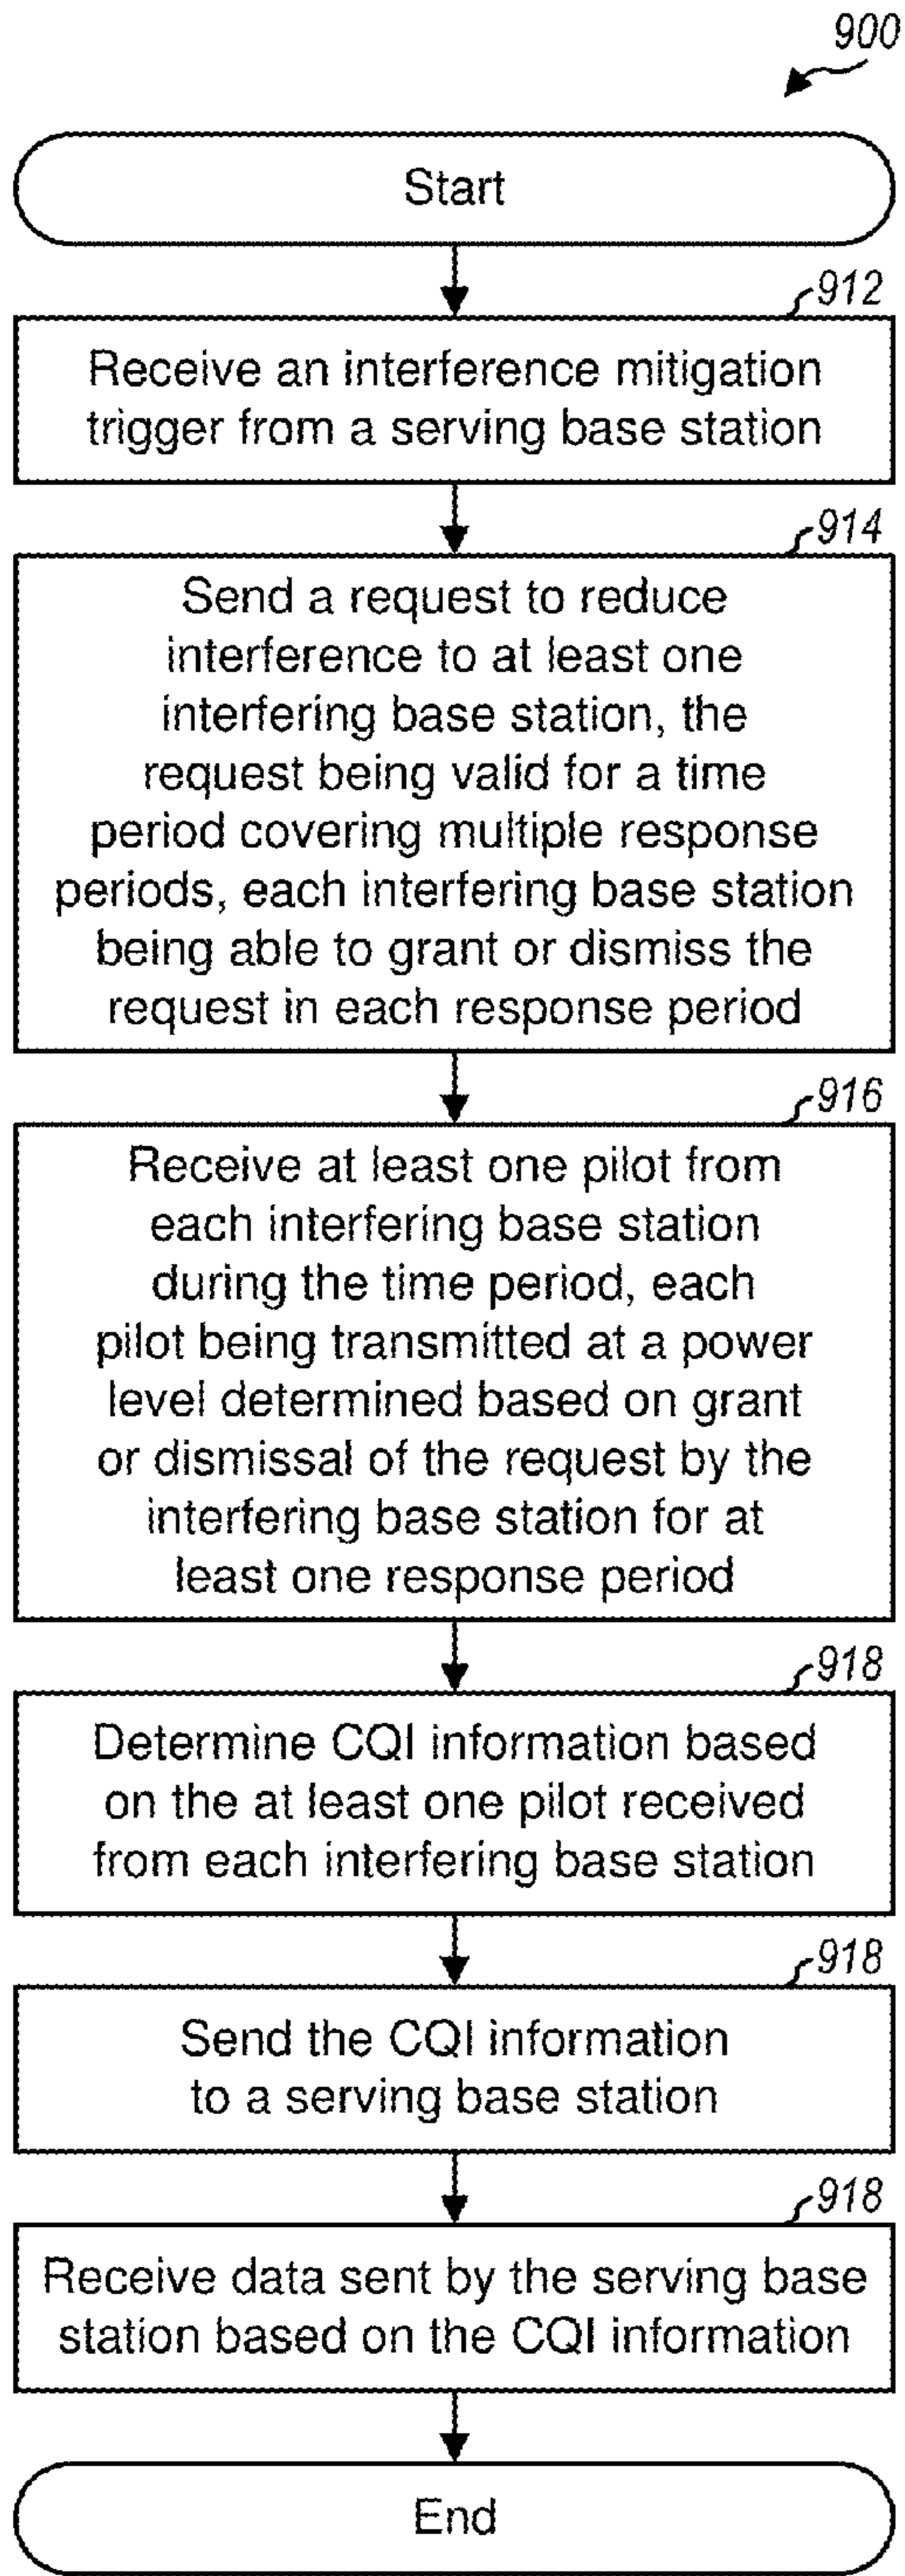 900
Start
912
Receive an interference mitigation
trigger from a serving base station
914
Send a request to reduce
interference to at least one
interfering base station, the
request being valid for a time
period covering multiple response
periods, each interfering base station
being able to grant or dismiss the
request in each response period
916
Receive at least one pilot from
each interfering base station
during the time period, each
pilot being transmitted at a power
level determined based on grant
or dismissal of the request by the
interfering base station for at
least one response period
918
Determine CQI information based
on the at least one pilot received
from each interfering base station
918
Send the CQI information
to a serving base station
918
Receive data sent by the serving base
station based on the CQI information
End